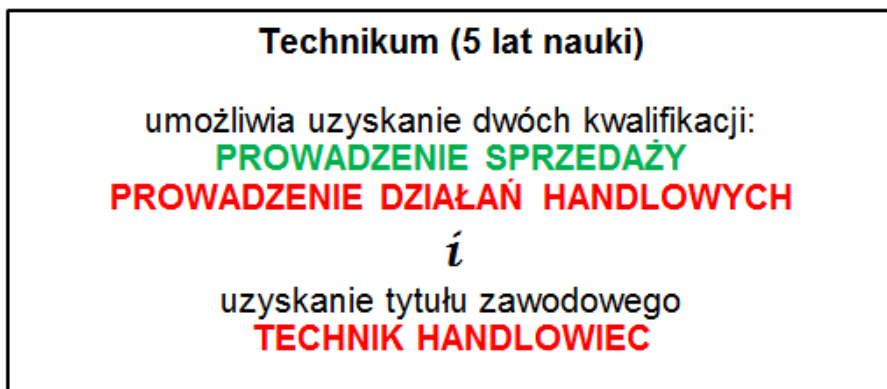 Technikum (5 lat nauki)
umożliwia uzyskanie dwóch kwalifikacji:
PROWADZENIE SPRZEDAŻY
PROWADZENIE DZIAŁAŃ HANDLOWYCH
i
uzyskanie tytułu zawodowego
TECHNIK HANDLOWIEC